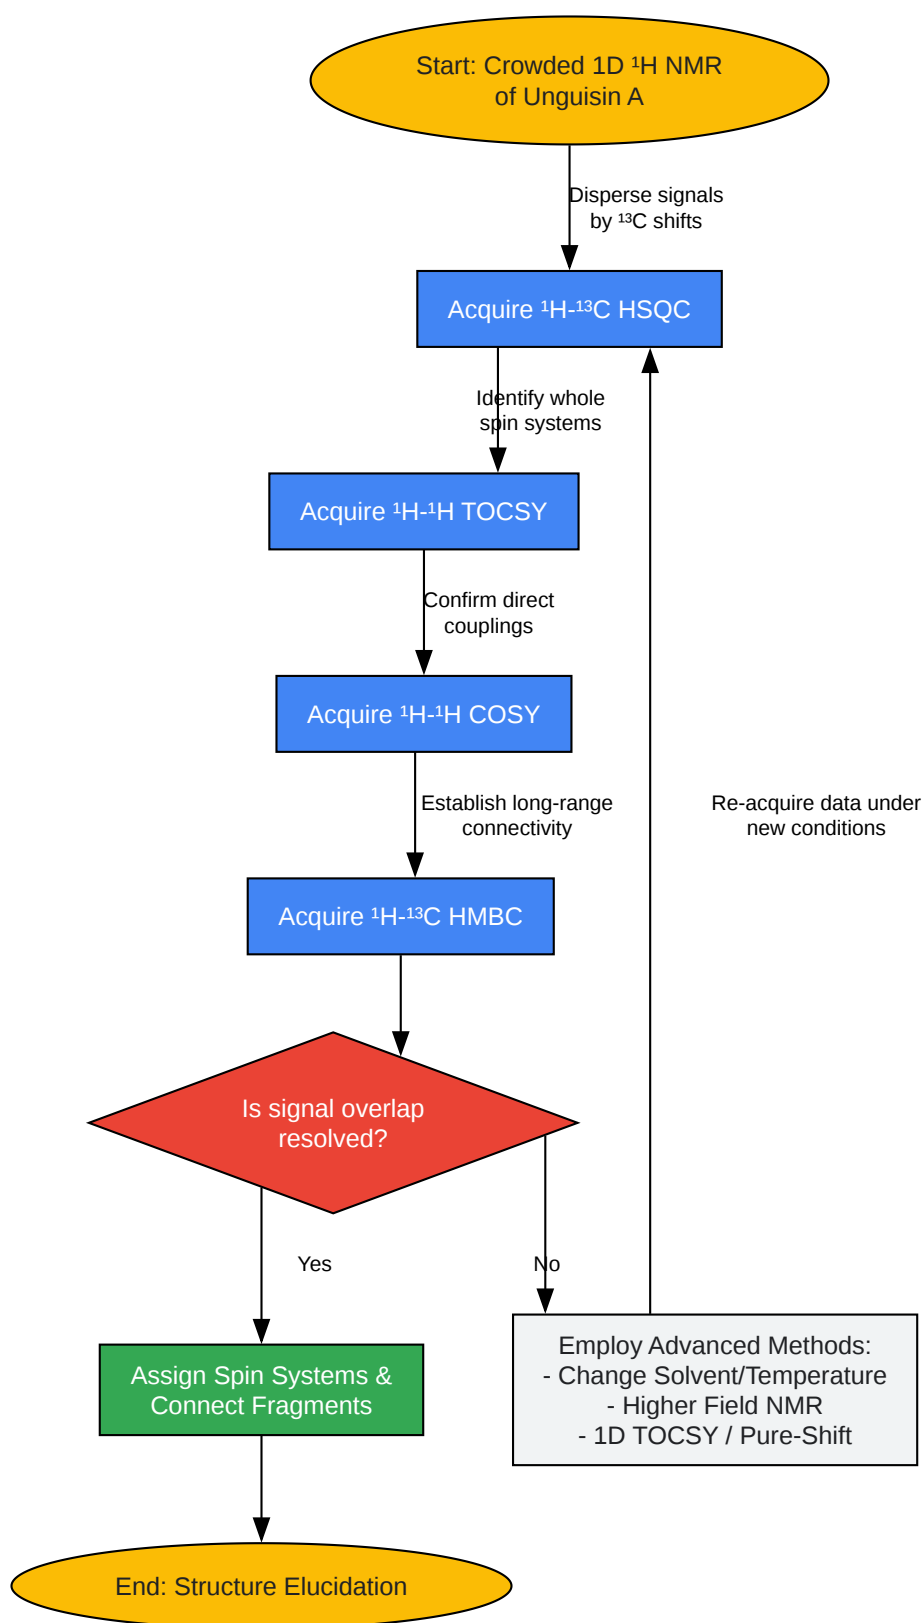 Start: Crowded 1D ¹H NMR
of Unguisin A
Disperse signals
by ¹³C shifts
Acquire ¹H-¹³C HSQC
Identify whole
spin systems
Acquire ¹H-¹H TOCSY
Confirm direct
couplings
Acquire ¹H-¹H COSY
Establish long-range
connectivity
Re-acquire data under
new conditions
Acquire ¹H-¹³C HMBC
Is signal overlap
resolved?
Yes
No
Assign Spin Systems &
Connect Fragments
Employ Advanced Methods:
- Change Solvent/Temperature
- Higher Field NMR
- 1D TOCSY / Pure-Shift
End: Structure Elucidation